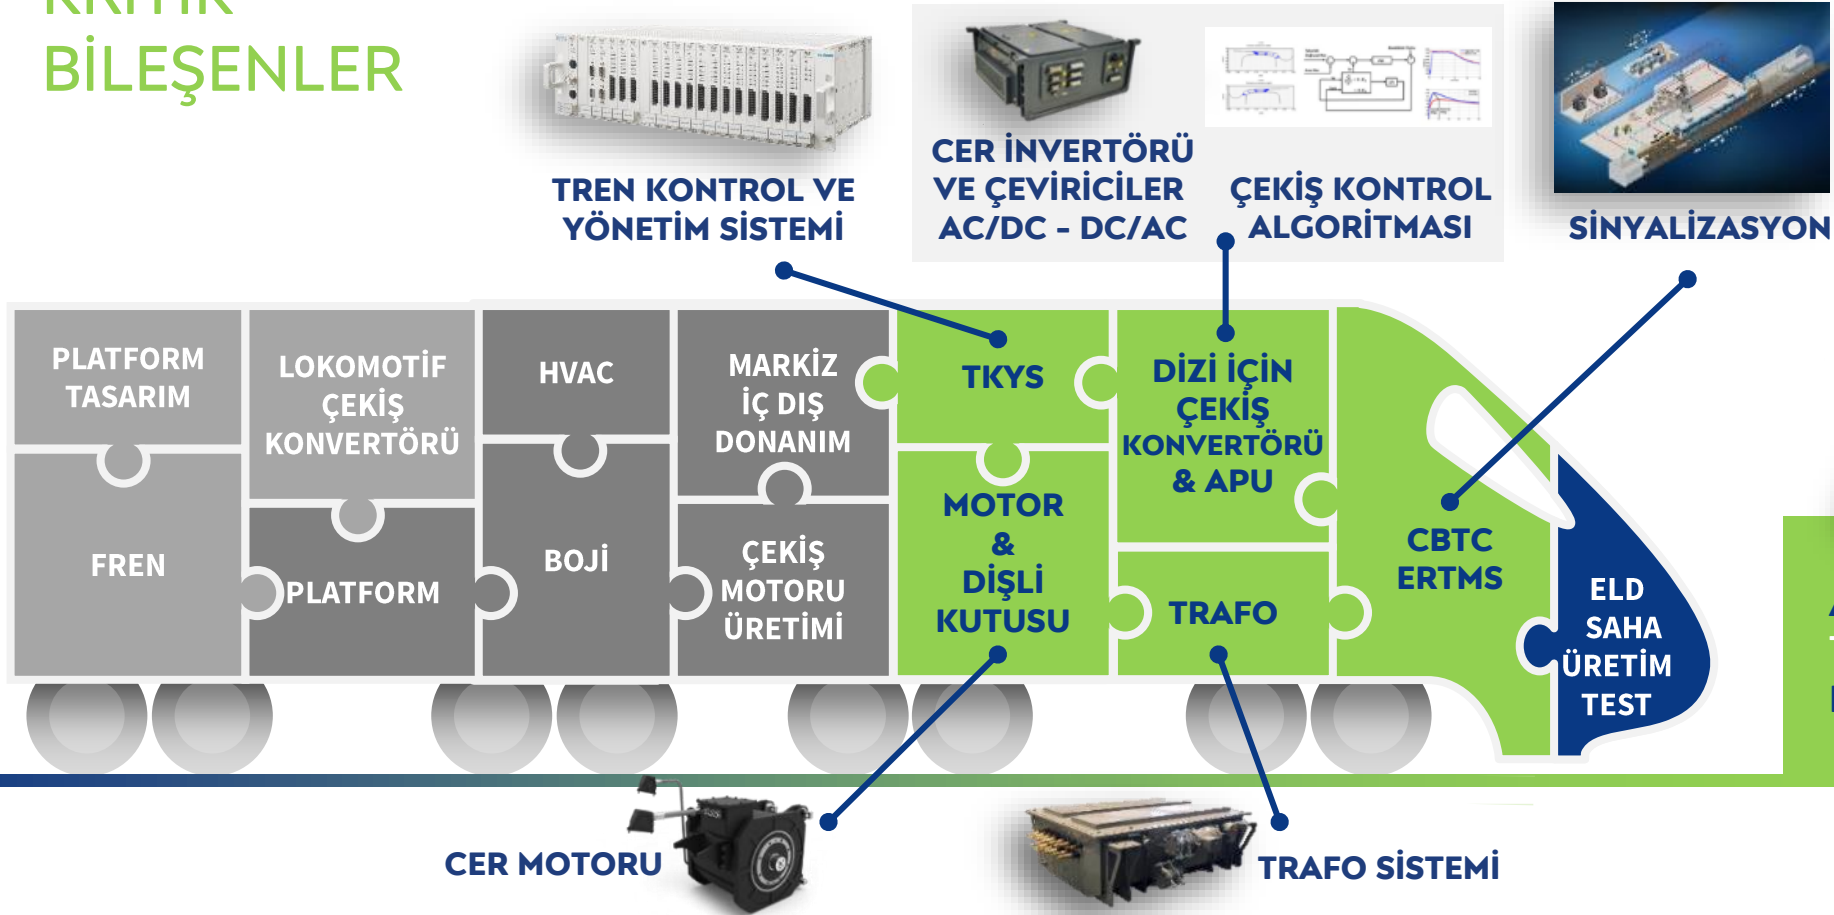 KRİTİK
BİLEŞENLER
TREN KONTROL VE
YÖNETİM SİSTEMİ
CER İNVERTÖRÜ
VE ÇEVİRİCİLER
AC/DC - DC/AC
ÇEKİŞ KONTROL
ALGORİTMASI
SİNYALİZASYON
PLATFORM
TASARIM
FREN
LOKOMOTİF
ÇEKİŞ
KONVERTÖRÜ
PLATFORM
HVAC
BOJİ
MARKİZ
İÇ DIŞ
DONANIM
ÇEKİŞ
MOTORU
ÜRETİMİ
TKYS
MOTOR
&
DİŞLİ
KUTUSU
DİZİ İÇİN
ÇEKİŞ
KONVERTÖRÜ
& APU
TRAFO
CBTC
ERTMS
ELD
SAHA
ÜRETİM
TEST
CER MOTORU
TRAFO SİSTEMİ